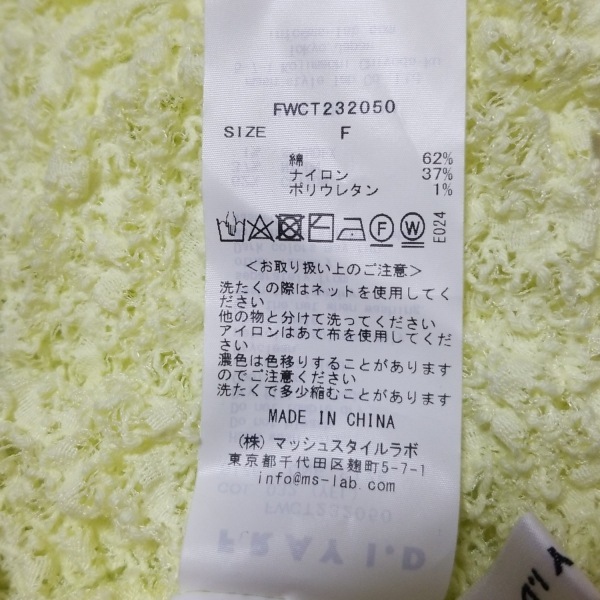 FWCT232050
SIZE F
綿 62%
ナイロン 37%
ポリウレタン 1%
F W E024
<お取り扱い上のご注意>
洗たくの際はネットを使用してく
ださい
他の物と分けて洗ってください
アイロンはあて布を使用してくだ
さい
濃色は色移りすることがあります
のでご注意ください
洗たくで多少縮むことがあります
MADE IN CHINA
(株) マッシュスタイルラボ
東京都千代田区麹町5-7-1
info@ms-lab.com
FWCT232050
FRAY I.D